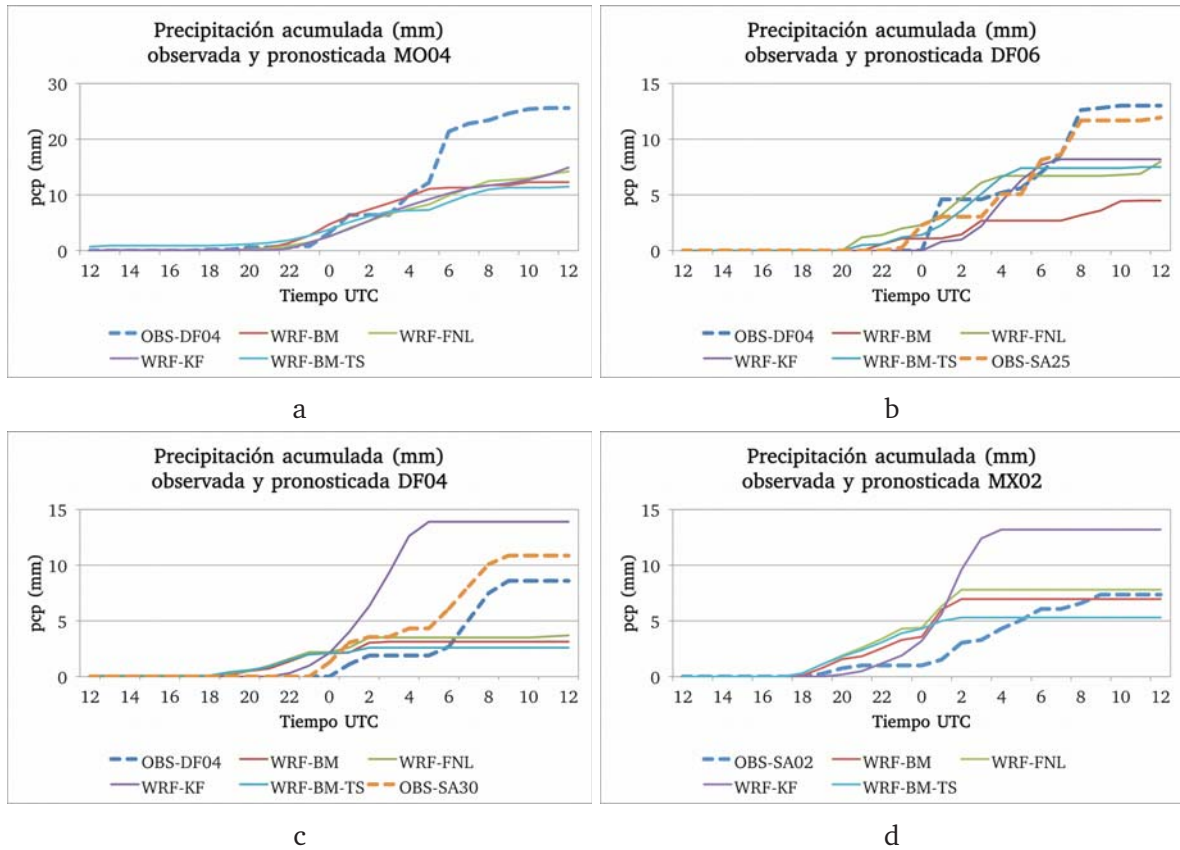 Precipitación acumulada (mm)
observada y pronosticada MO04
30
20
10
0
pcp (mm)
12 14 16 18 20 22 0 2 4 6 8 10 12
Tiempo UTC
OBS-DF04 WRF-BM WRF-FNL
WRF-KF WRF-BM-TS
a
Precipitación acumulada (mm)
observada y pronosticada DF06
15
10
5
0
pcp (mm)
12 14 16 18 20 22 0 2 4 6 8 10 12
Tiempo UTC
OBS-DF04 WRF-BM WRF-FNL
WRF-KF WRF-BM-TS OBS-SA25
b
Precipitación acumulada (mm)
observada y pronosticada DF04
15
10
5
0
pcp (mm)
12 14 16 18 20 22 0 2 4 6 8 10 12
Tiempo UTC
OBS-DF04 WRF-BM WRF-FNL
WRF-KF WRF-BM-TS OBS-SA30
c
Precipitación acumulada (mm)
observada y pronosticada MX02
15
10
5
0
pcp (mm)
12 14 16 18 20 22 0 2 4 6 8 10 12
Tiempo UTC
OBS-SA02 WRF-BM WRF-FNL
WRF-KF WRF-BM-TS
d